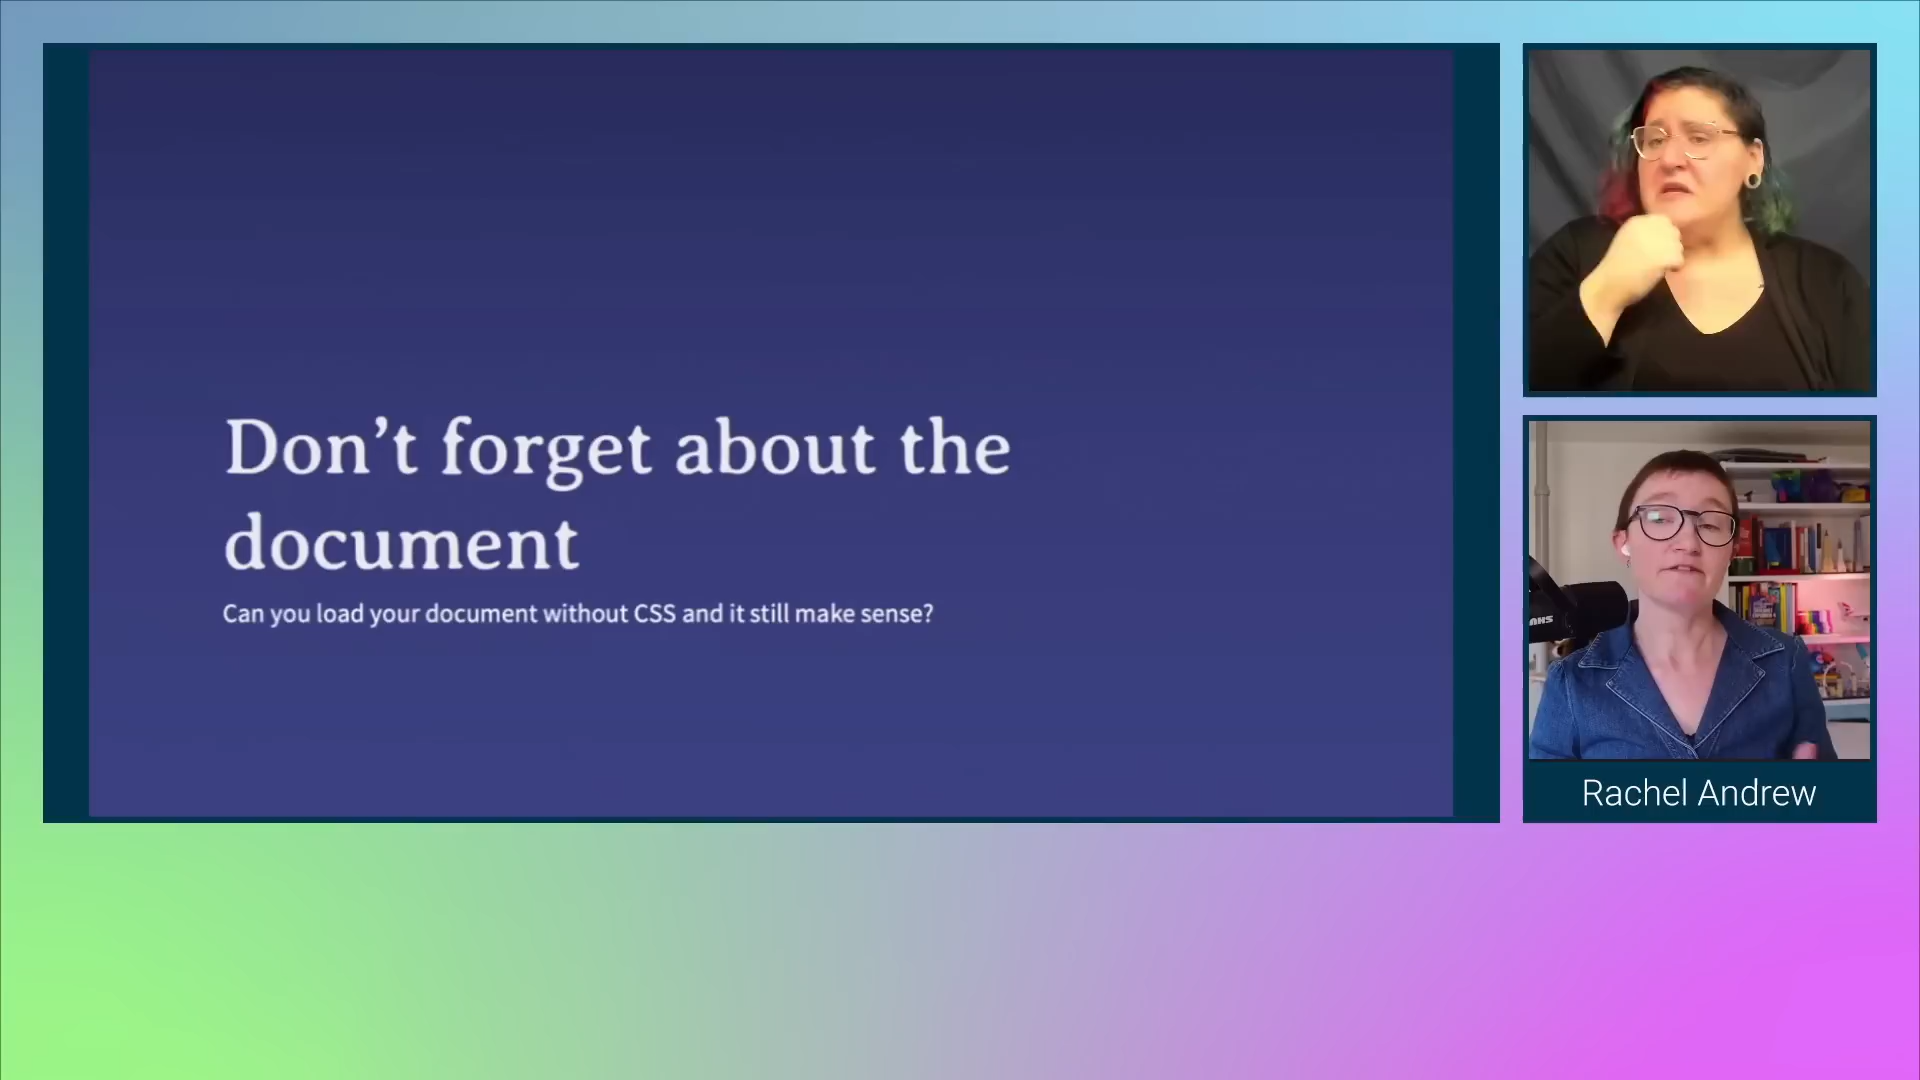 Don’t forget about the
document
Can you load your document without CSS and it still make sense?
Rachel Andrew